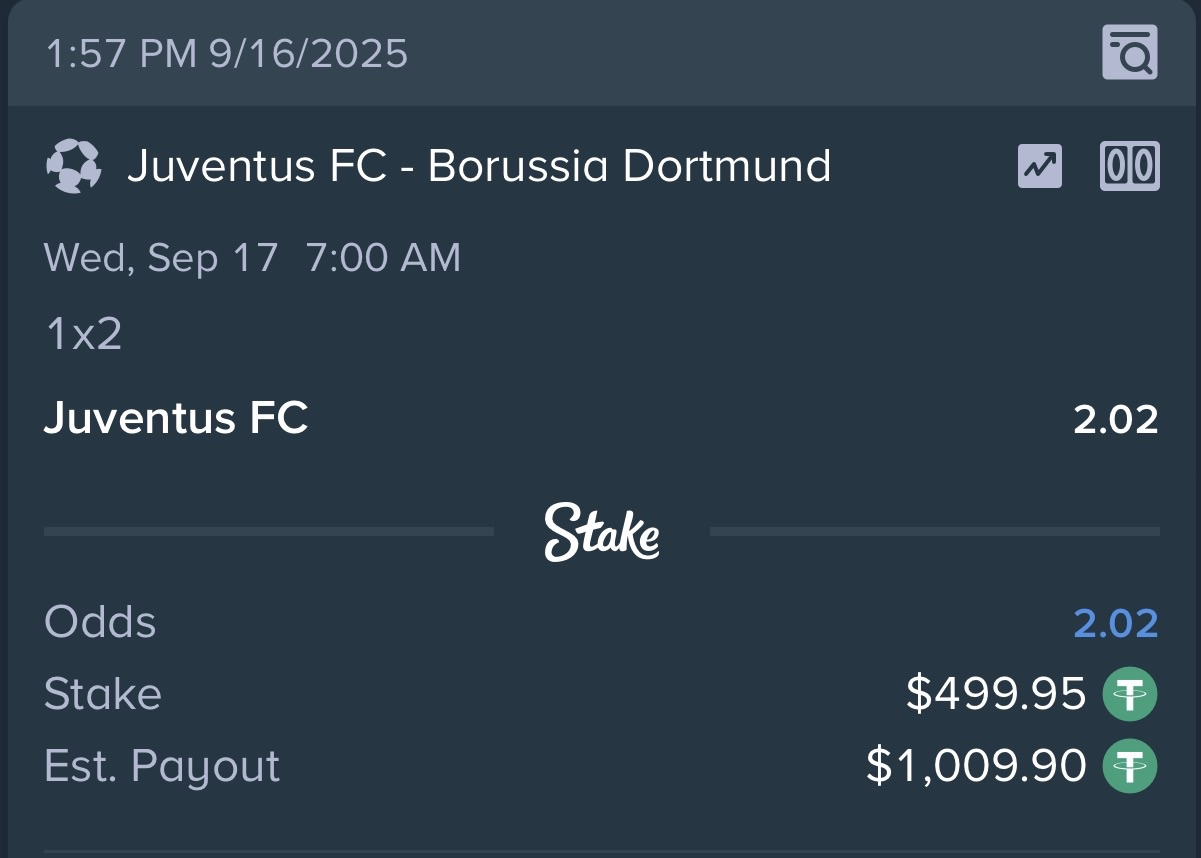 1:57 PM 9/16/2025
Juventus FC - Borussia Dortmund
Wed, Sep 17 7:00 AM
1x2
Juventus FC 2.02
Stake
Odds 2.02
Stake $499.95
Est. Payout $1,009.90